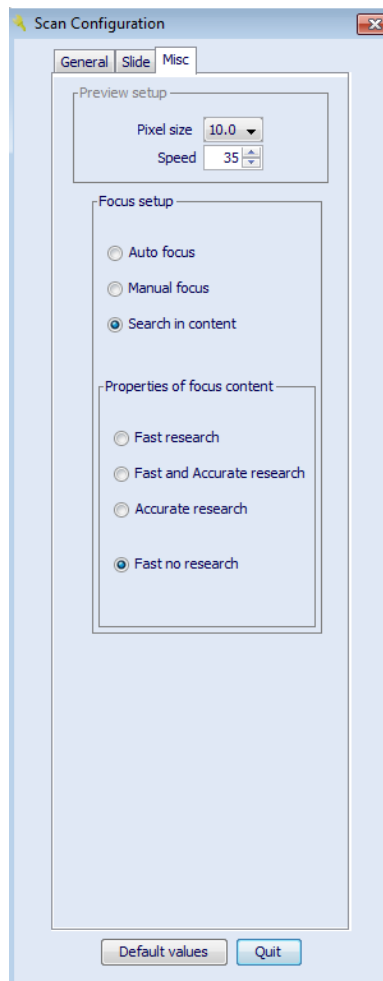 Scan Configuration
General Slide Misc
Preview setup
Pixel size 10.0
Speed 35
Focus setup
Auto focus
Manual focus
Search in content
Properties of focus content
Fast research
Fast and Accurate research
Accurate research
Fast no research
Default values Quit